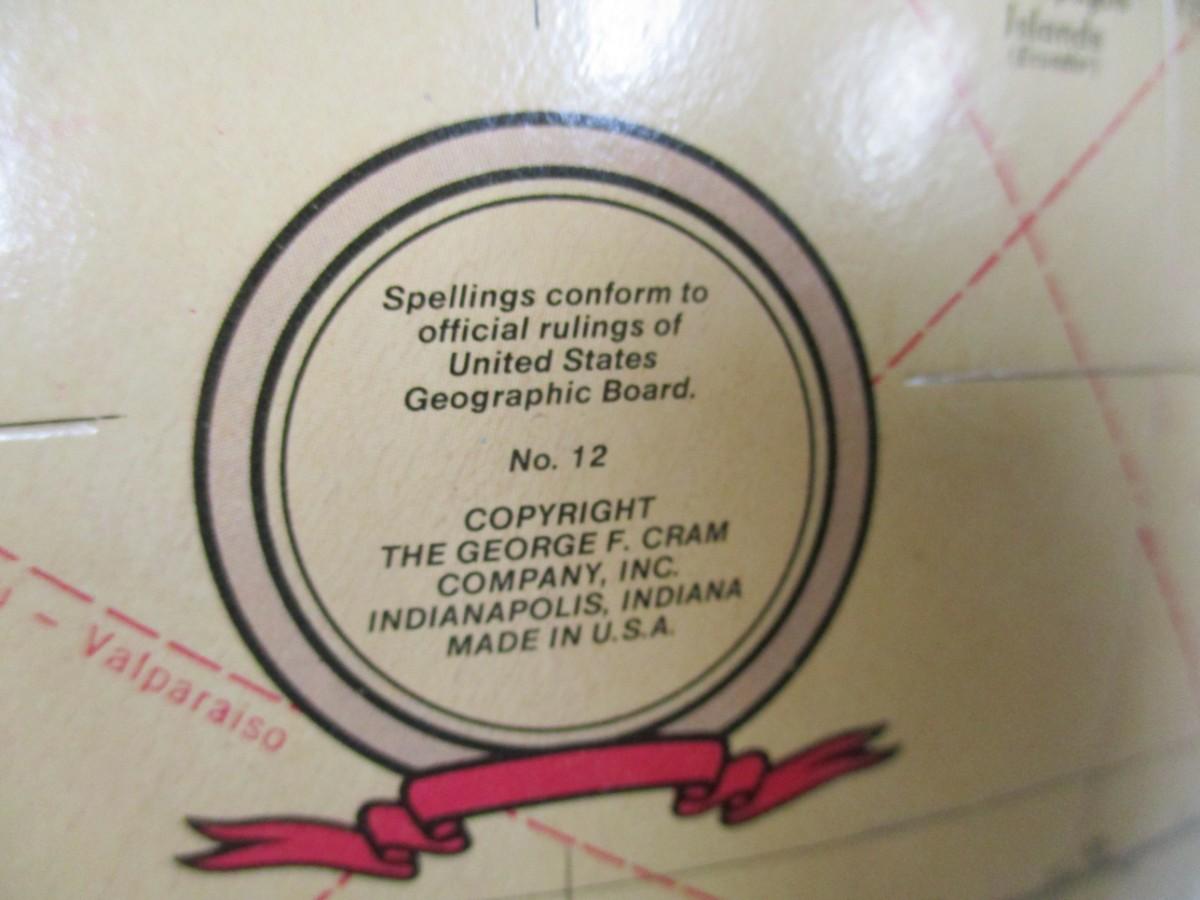 Islands
Spellings conform to
official rulings of
United States
Geographic Board.
No. 12
COPYRIGHT
THE GEORGE F. CRAM
COMPANY, INC.
INDIANAPOLIS, INDIANA
MADE IN U.S.A.
- Valparaiso